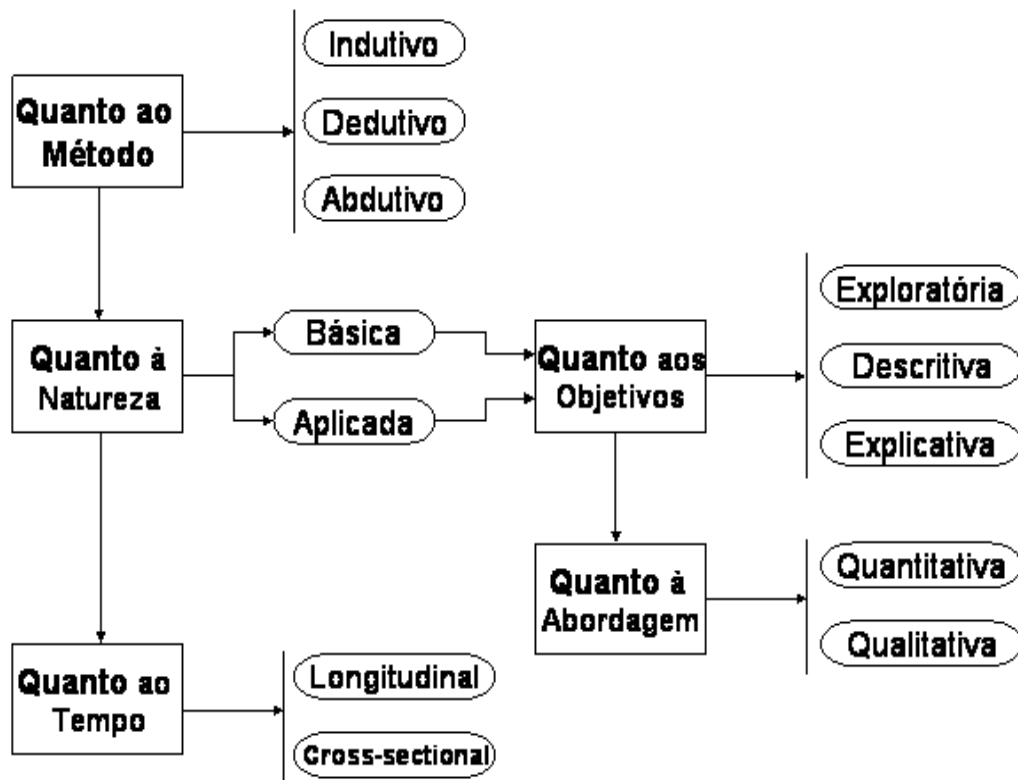 Quanto ao
Método
Indutivo
Dedutivo
Abdutivo
Quanto à
Natureza
Básica
Aplicada
Quanto aos
Objetivos
Exploratória
Descritiva
Explicativa
Quanto à
Abordagem
Quantitativa
Qualitativa
Quanto ao
Tempo
Longitudinal
Cross-sectional